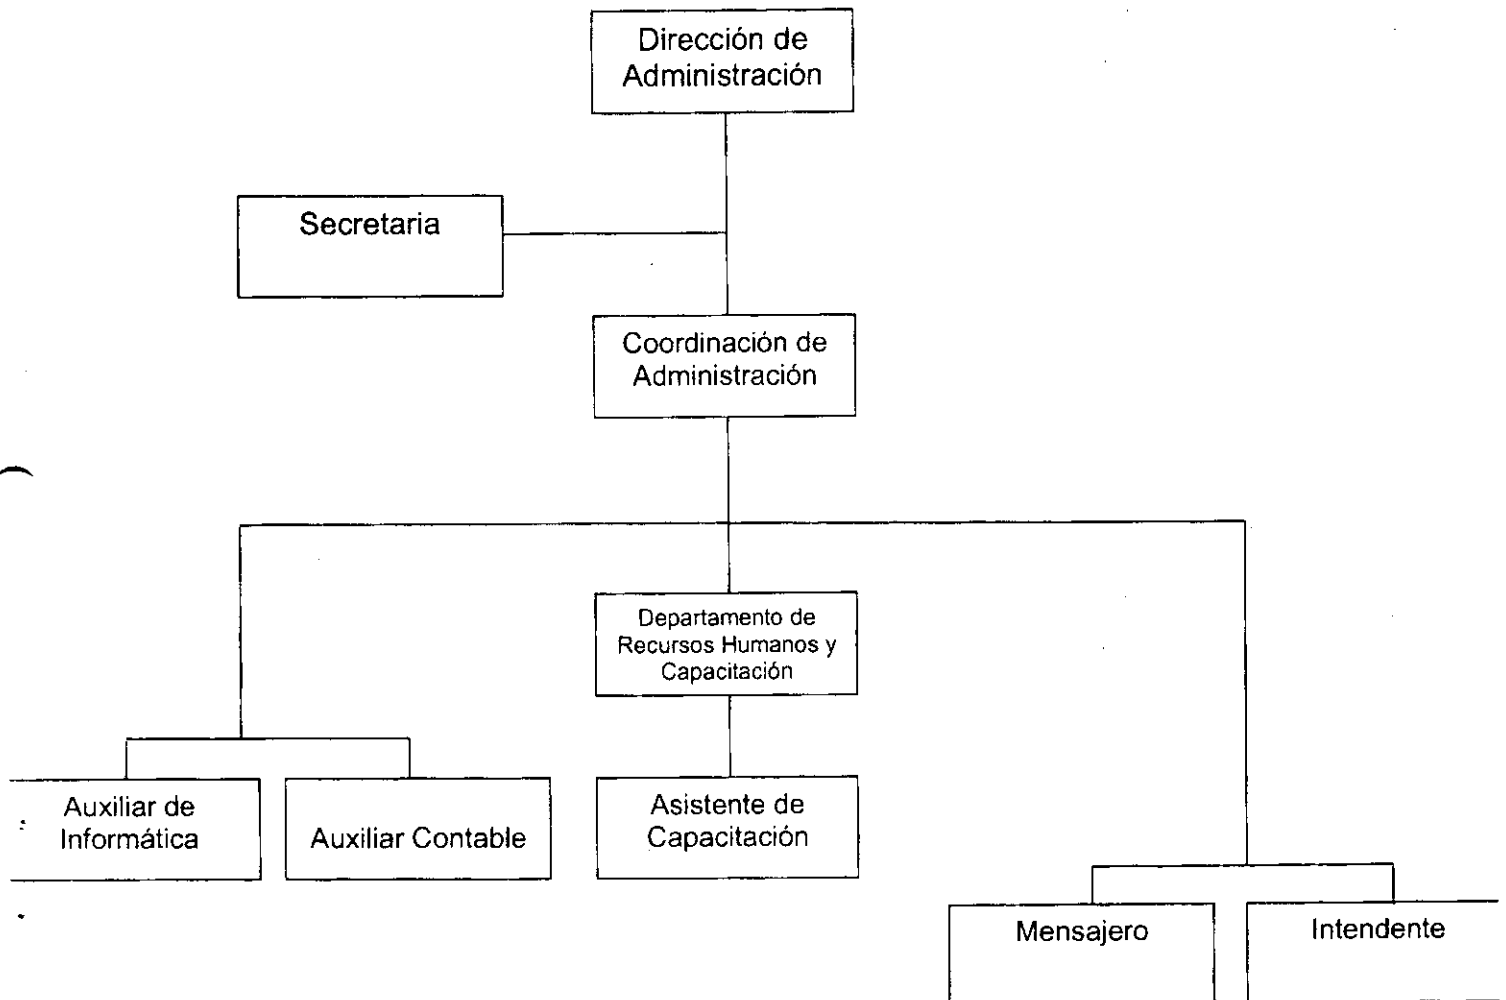 Dirección de
Administración
Secretaria
Coordinación de
Administración
Departamento de
Recursos Humanos y
Capacitación
Auxiliar de
Informática
Auxiliar Contable
Asistente de
Capacitación
Mensajero
Intendente